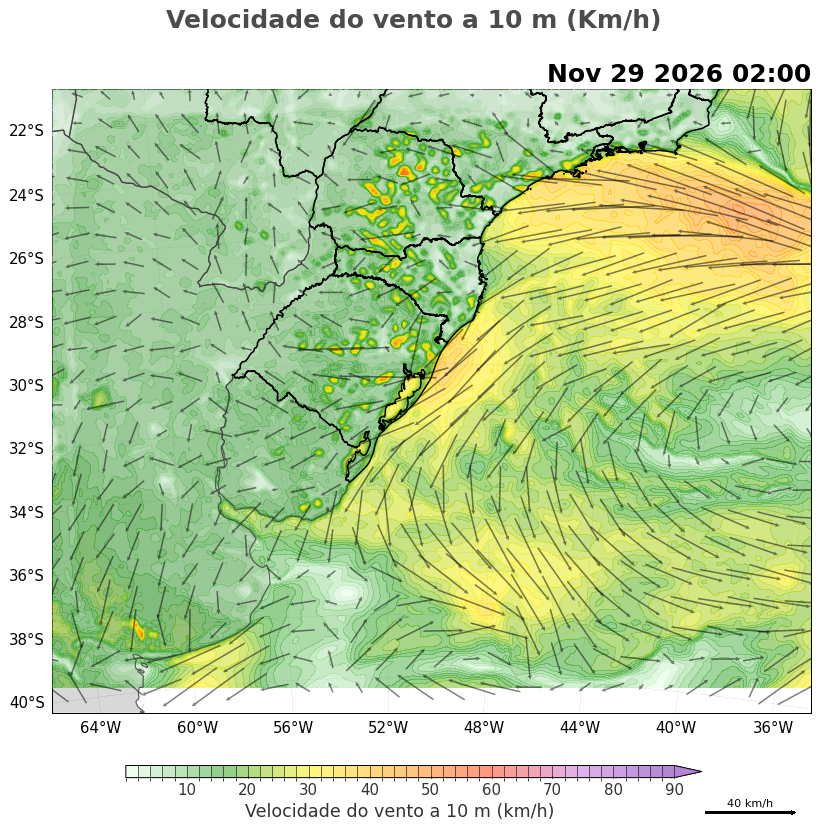 Velocidade do vento a 10 m (Km/h)
Nov 29 2026 02:00
22°S
24°S
26°S
28°S
30°S
32°S
34°S
36°S
38°S
40°S
64°W 60°W 56°W 52°W 48°W 44°W 40°W 36°W
10 20 30 40 50 60 70 80 90
Velocidade do vento a 10 m (km/h)
40 km/h